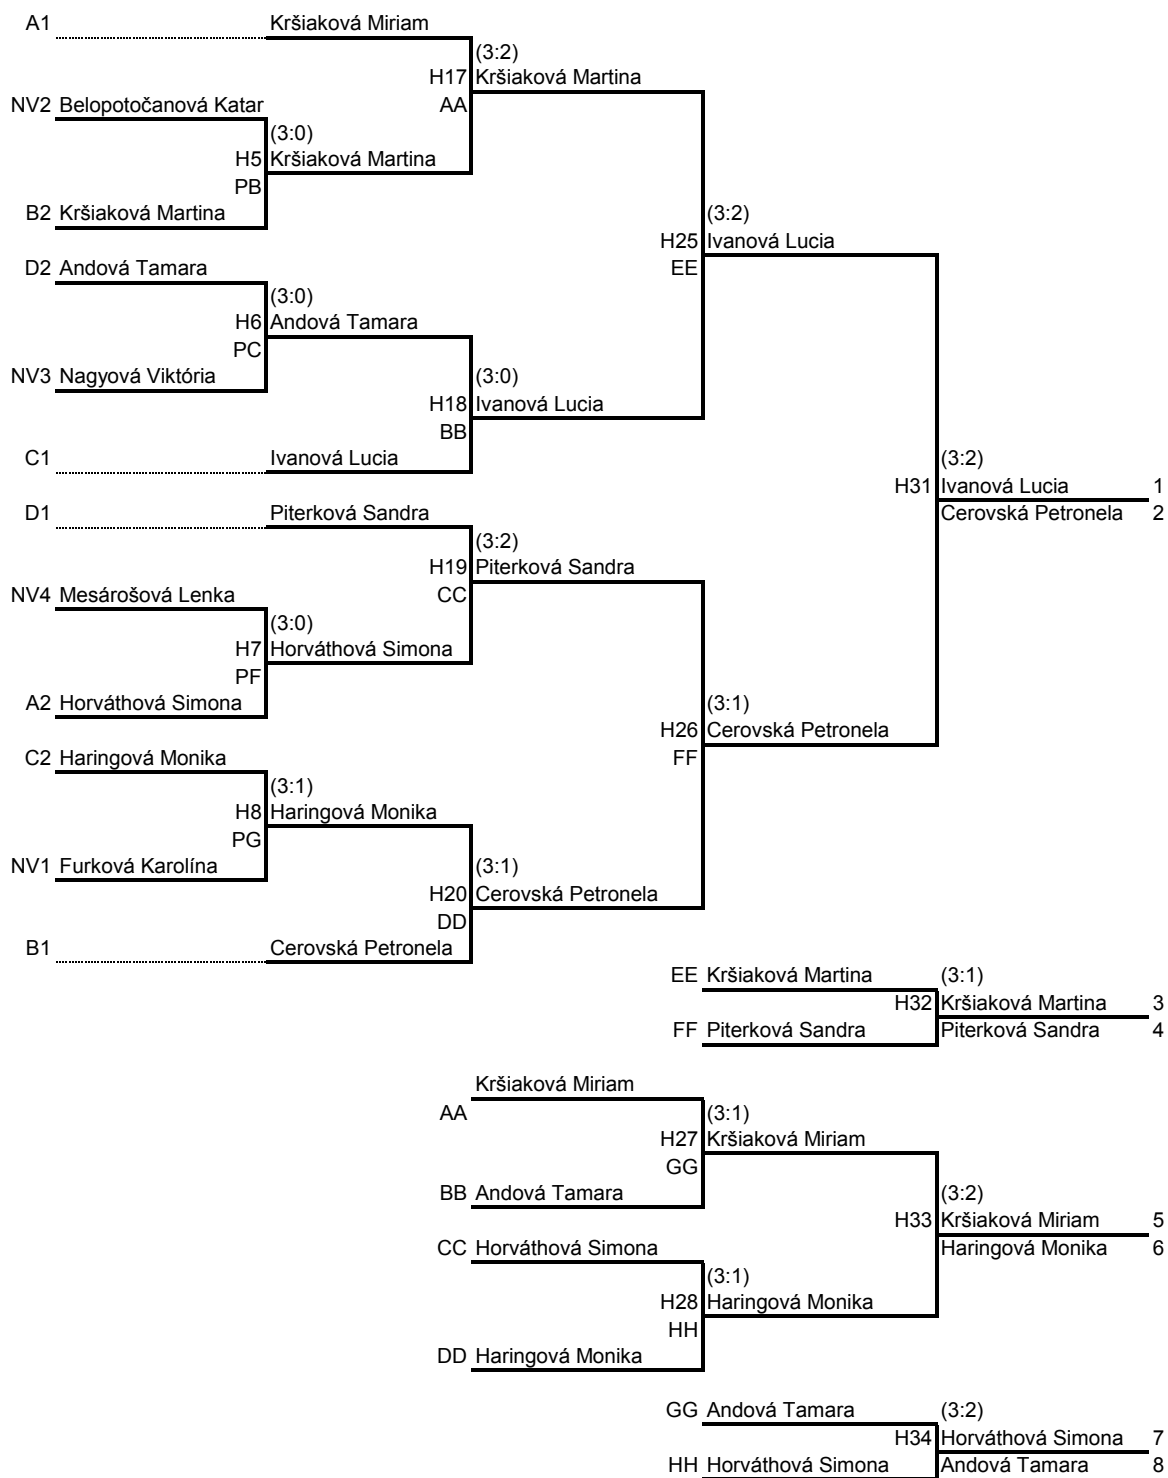 A1 Kršiaková Miriam
(3:2)
H17 Kršiaková Martina
NV2 Belopotočanová Katar
AA
(3:0)
H5 Kršiaková Martina
PB
B2 Kršiaková Martina
(3:2)
H25 Ivanová Lucia
D2 Andová Tamara
EE
(3:0)
H6 Andová Tamara
PC
NV3 Nagyová Viktória
(3:0)
H18 Ivanová Lucia
BB
C1 Ivanová Lucia
(3:2)
H31 Ivanová Lucia 1
D1 Piterková Sandra
Cerovská Petronela 2
(3:2)
H19 Piterková Sandra
NV4 Mesárošová Lenka
CC
(3:0)
H7 Horváthová Simona
PF
A2 Horváthová Simona
(3:1)
H26 Cerovská Petronela
C2 Haringová Monika
FF
(3:1)
H8 Haringová Monika
PG
NV1 Furková Karolína
(3:1)
H20 Cerovská Petronela
DD
B1 Cerovská Petronela
EE Kršiaková Martina (3:1)
H32 Kršiaková Martina 3
FF Piterková Sandra Piterková Sandra 4
Kršiaková Miriam
AA
(3:1)
H27 Kršiaková Miriam
GG
BB Andová Tamara
(3:2)
H33 Kršiaková Miriam 5
CC Horváthová Simona
Haringová Monika 6
(3:1)
H28 Haringová Monika
HH
DD Haringová Monika
GG Andová Tamara (3:2)
H34 Horváthová Simona 7
HH Horváthová Simona Andová Tamara 8